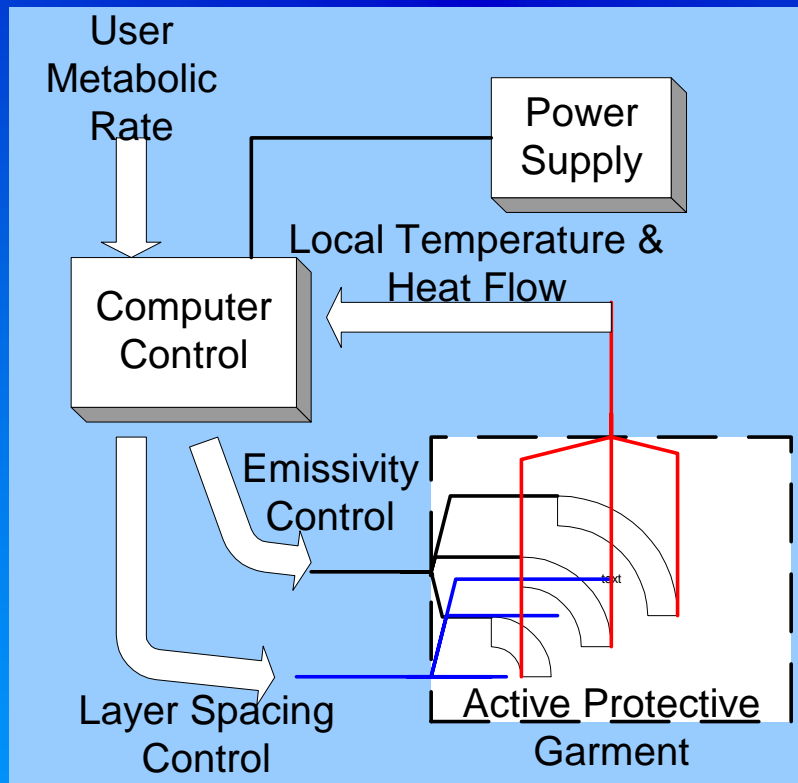 User
Metabolic
Rate
Power
Supply
Local Temperature &
Heat Flow
Computer
Control
Emissivity
Control
text
Layer Spacing
Control
Active Protective
Garment